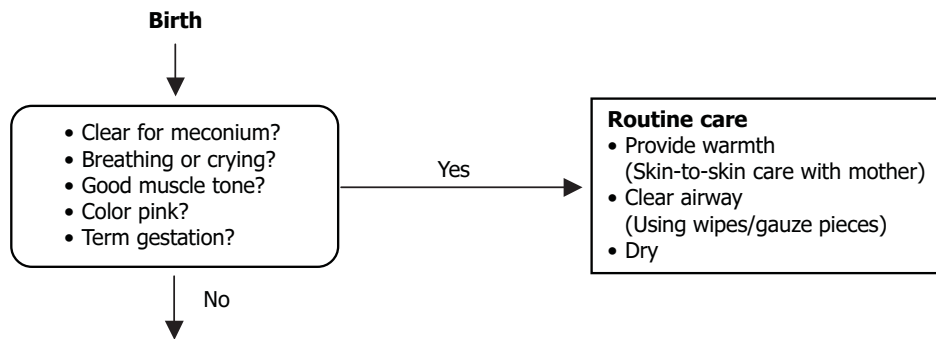 Birth
• Clear for meconium?
• Breathing or crying?
• Good muscle tone?
• Color pink?
• Term gestation?
Yes
Routine care
• Provide warmth
(Skin-to-skin care with mother)
• Clear airway
(Using wipes/gauze pieces)
• Dry
No